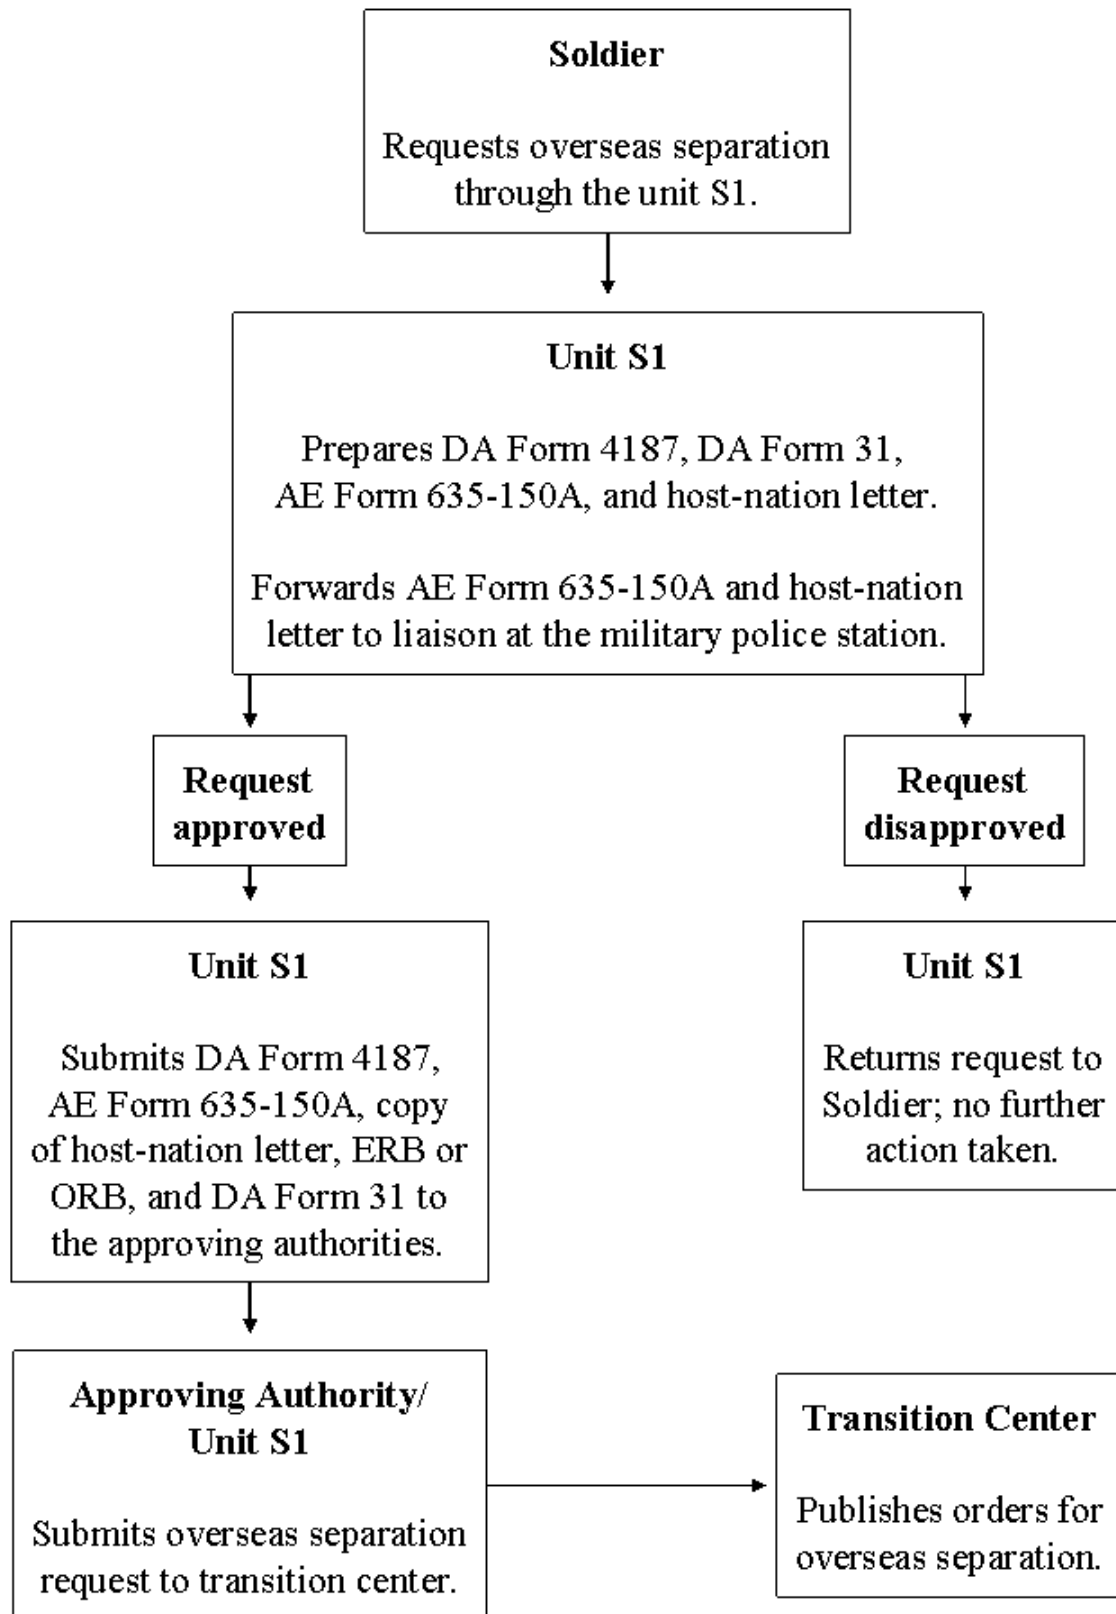 Soldier
Requests overseas separation
through the unit S1.
Unit S1
Prepares DA Form 4187, DA Form 31,
AE Form 635-150A, and host-nation letter.
Forwards AE Form 635-150A and host-nation
letter to liaison at the military police station.
Request
approved
Request
disapproved
Unit S1
Submits DA Form 4187,
AE Form 635-150A, copy
of host-nation letter, ERB or
ORB, and DA Form 31 to
the approving authorities.
Unit S1
Returns request to
Soldier; no further
action taken.
Approving Authority/
Unit S1
Submits overseas separation
request to transition center.
Transition Center
Publishes orders for
overseas separation.